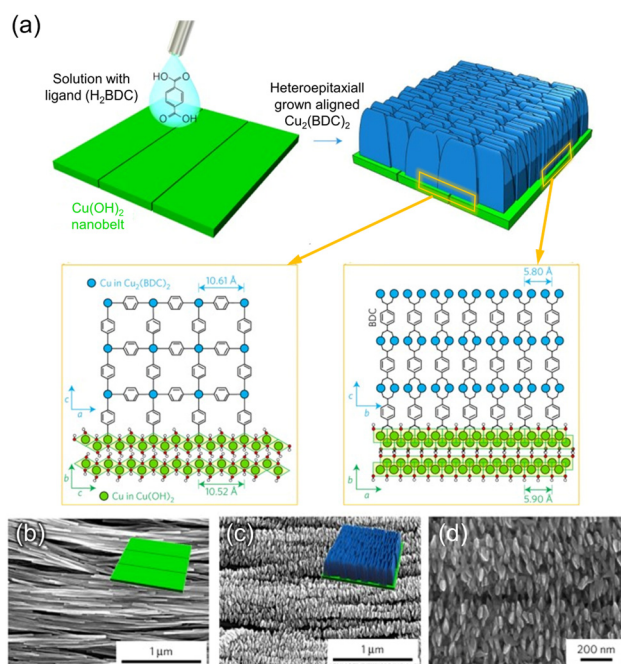 (a)
Solution with
ligand (H₂BDC)
HO
O
O
OH
Heteroepitaxiall
grown aligned
Cu₂(BDC)₂
Cu(OH)₂
nanobelt
Cu in Cu₂(BDC)₂
10.61 Å
c
a
b
c
10.52 Å
Cu in Cu(OH)₂
5.80 Å
BDC
c
b
b
a
5.90 Å
(b)
1 μm
(c)
1 μm
(d)
200 nm